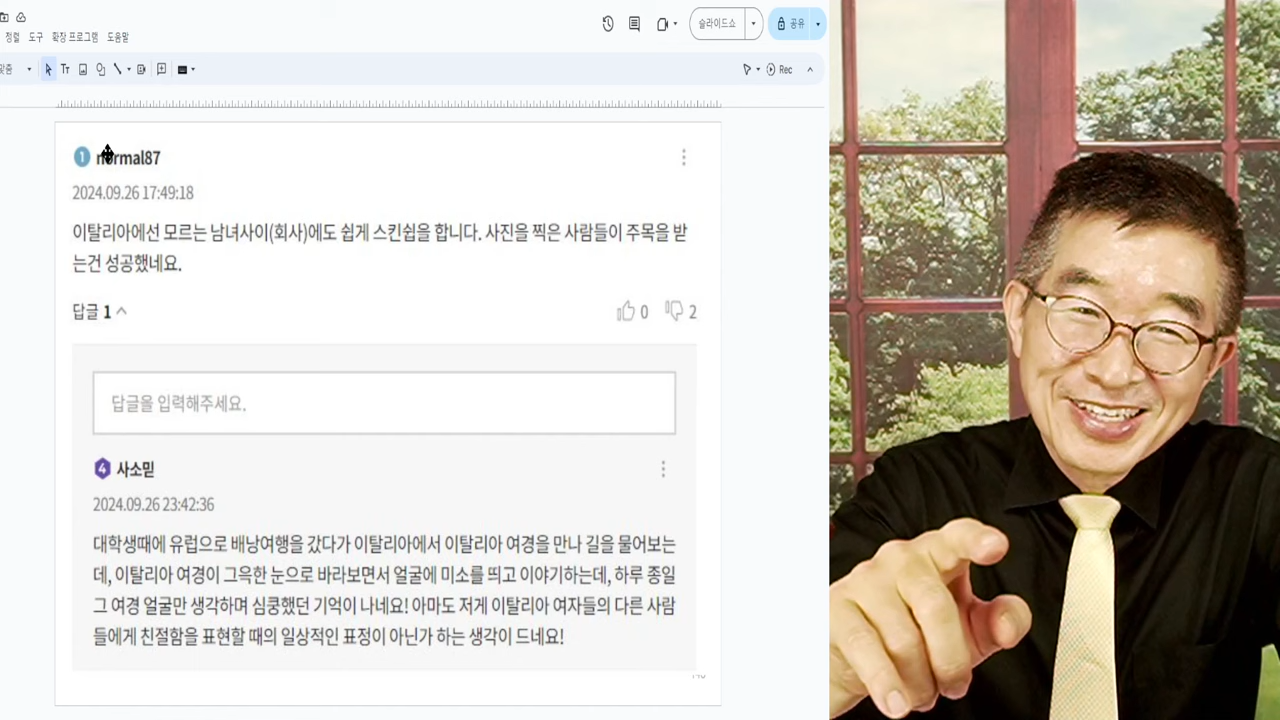 정렬 도구 확장 프로그램 도움말
슬라이드쇼
공유
Rec
1 normal87
2024.09.26 17:49:18
이탈리아에선 모르는 남녀사이(회사)에도 쉽게 스킨쉽을 합니다. 사진을 찍은 사람들이 주목을 받
는건 성공했네요.
답글 1
0 2
답글을 입력해주세요.
4 사소믿
2024.09.26 23:42:36
대학생때에 유럽으로 배낭여행을 갔다가 이탈리아에서 이탈리아 여경을 만나 길을 물어보는
데, 이탈리아 여경이 그윽한 눈으로 바라보면서 얼굴에 미소를 띄고 이야기하는데, 하루 종일
그 여경 얼굴만 생각하며 심쿵했던 기억이 나네요! 아마도 저게 이탈리아 여자들의 다른 사람
들에게 친절함을 표현할 때의 일상적인 표정이 아닌가 하는 생각이 드네요!